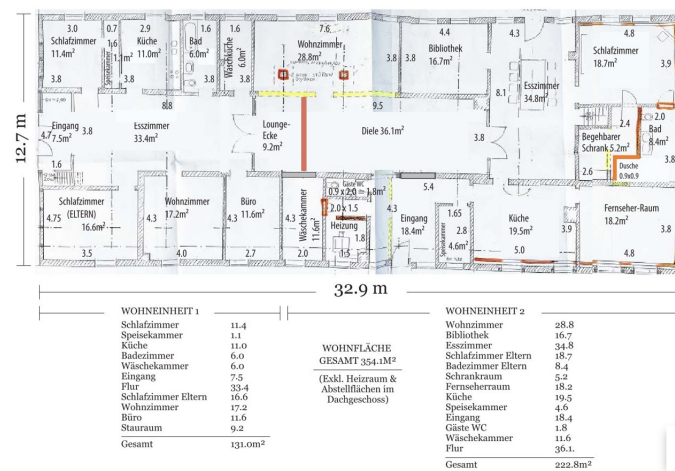 3.0 0.7 2.9 1.6 1.6 7.6 4.4 4.3 4.8
Schlafzimmer 11.4m² 3.8
Speisekammer 1.6 1.1m²
Küche 11.0m² 3.8
Bad 6.0m² 3.8
Waschküche 6.0m²
Wohnzimmer 28.8m² 3.8
Bibliothek 16.7m² 3.8
Esszimmer 34.8m² 8.1
Schlafzimmer 18.7m² 3.9
8.8
9.5
Eingang 7.5m² 4.7 3.8 1.6
Esszimmer 33.4m²
Lounge-Ecke 9.2m²
Diele 36.1m² 3.8
2.4
2.0
Bad 8.4m² 3.8
Begehbarer Schrank 5.2m² 2.6
Dusche 0.9x0.9
Schlafzimmer (ELTERN) 16.6m² 4.75 3.5
Wohnzimmer 17.2m² 4.3 4.0
Büro 11.6m² 4.3 2.7
Wäschekammer 11.6m² 4.3 2.0
Gäste WC 0.9 x 2.0 = 1.8m²
2.0 x 1.5
Heizung 1.8 1.5
Eingang 18.4m² 4.3 5.4
1.65
Speisekammer 2.8 4.6m²
Küche 19.5m² 3.9 5.0
Fernseher-Raum 18.2m² 3.8 4.8
12.7 m
32.9 m
WOHNEINHEIT 1
Schlafzimmer 11.4
Speisekammer 1.1
Küche 11.0
Badezimmer 6.0
Wäschekammer 6.0
Eingang 7.5
Flur 33.4
Schlafzimmer Eltern 16.6
Wohnzimmer 17.2
Büro 11.6
Stauraum 9.2
Gesamt 131.0m²
WOHNFLÄCHE
GESAMT 354.1M²
(Exkl. Heizraum &
Abstellflächen im
Dachgeschoss)
WOHNEINHEIT 2
Wohnzimmer 28.8
Bibliothek 16.7
Esszimmer 34.8
Schlafzimmer Eltern 18.7
Badezimmer Eltern 8.4
Schrankraum 5.2
Fernseherraum 18.2
Küche 19.5
Speisekammer 4.6
Eingang 18.4
Gäste WC 1.8
Wäschekammer 11.6
Flur 36.1.
Gesamt 222.8m²